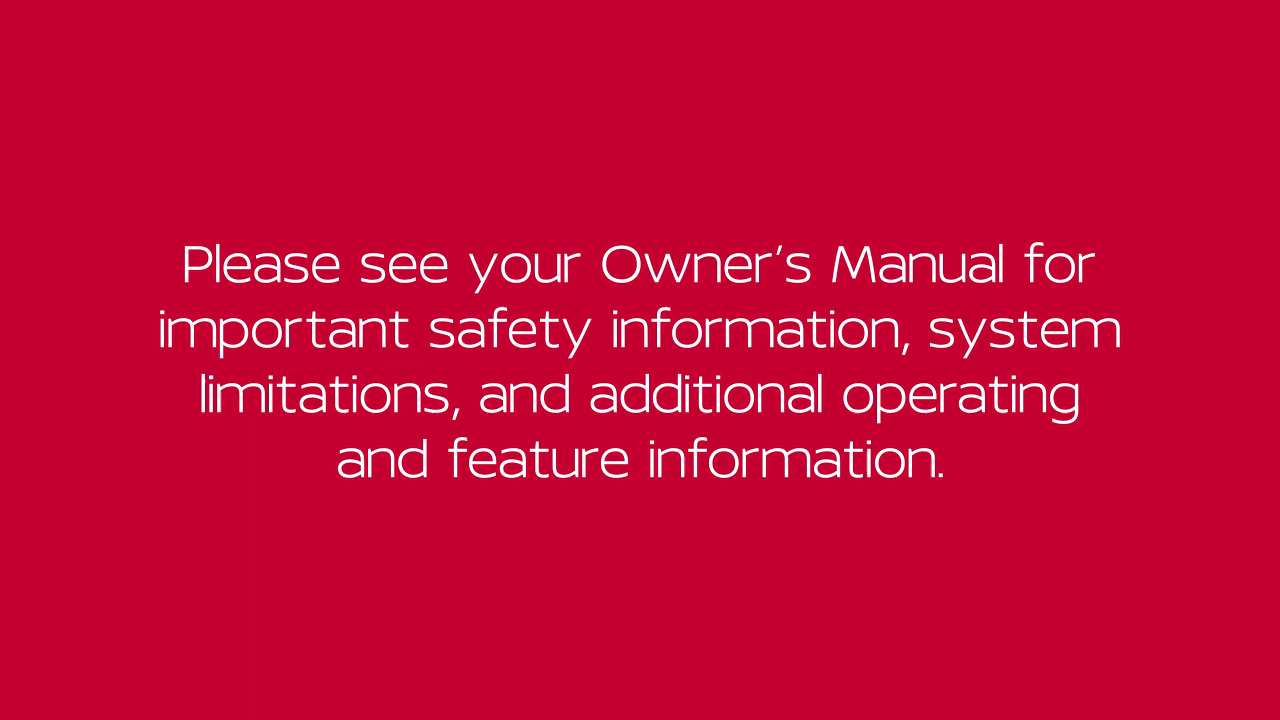 Please see your Owner’s Manual for
important safety information, system
limitations, and additional operating
and feature information.